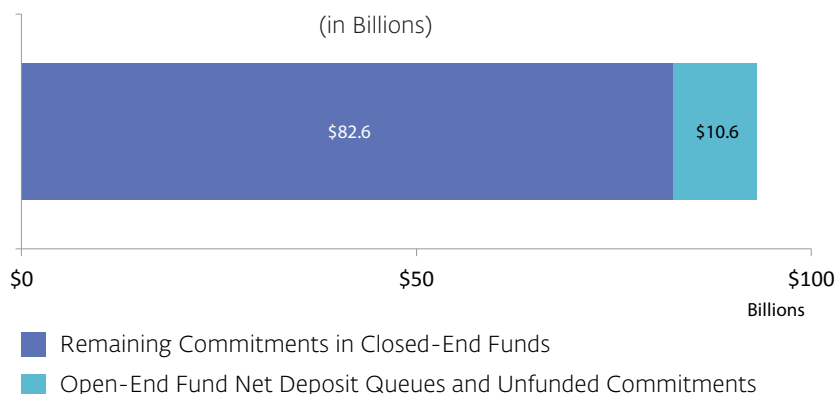 (in Billions)
$82.6 $10.6
$0 $50 $100
Billions
Remaining Commitments in Closed-End Funds
Open-End Fund Net Deposit Queues and Unfunded Commitments